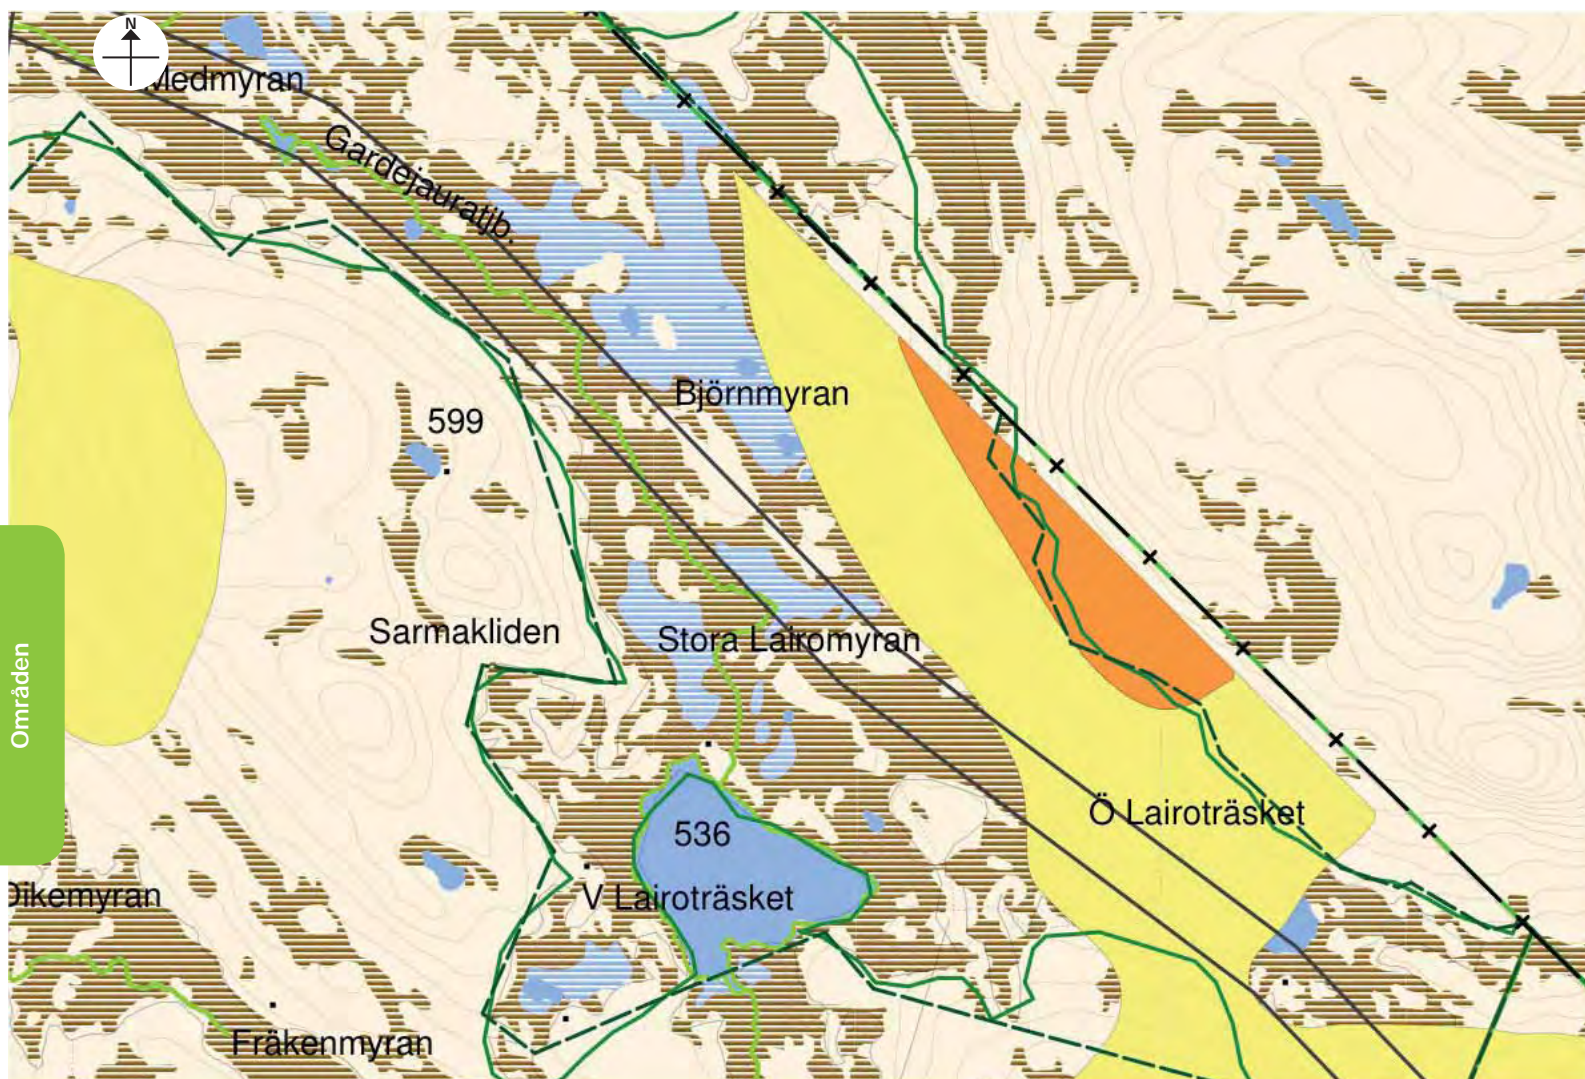 N
Medmyran
Gardejauratjb.
Björnmyran
599
Sarmakliden
Stora Lairomyran
Områden
Ö Lairoträsket
536
V Lairoträsket
Dikemyran
Fräkenmyran